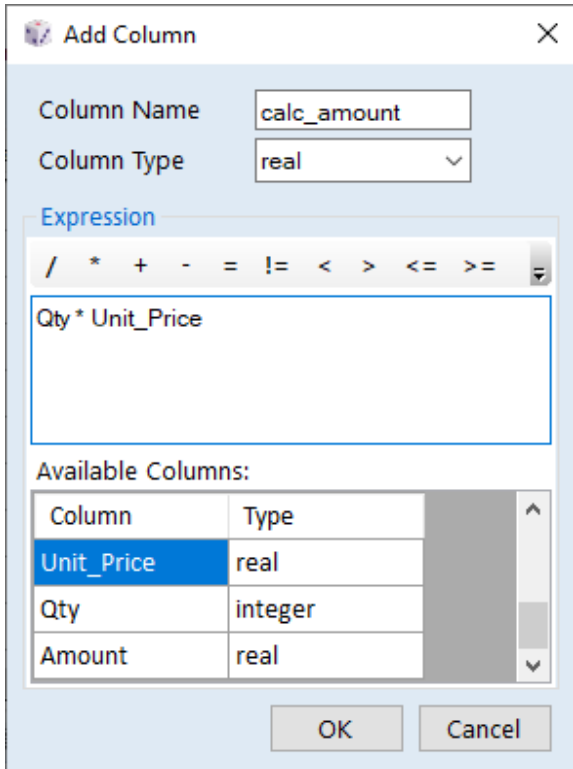 Add Column
Column Name calc_amount
Column Type real
Expression
/ * + - = != < > <= >=
Qty * Unit_Price
Available Columns:
Column Type
Unit_Price real
Qty integer
Amount real
OK Cancel